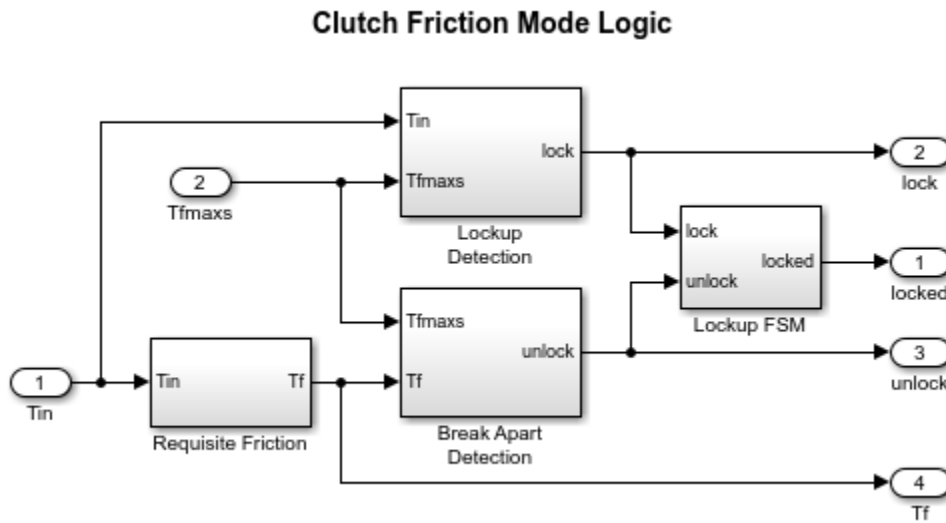 Clutch Friction Mode Logic
Tin
lock
Tfmaxs
Lockup
Detection
2
Tfmaxs
2
lock
lock
locked
unlock
Lockup FSM
1
locked
Tfmaxs
unlock
Tf
Break Apart
Detection
3
unlock
1
Tin
Tin
Tf
Requisite Friction
4
Tf